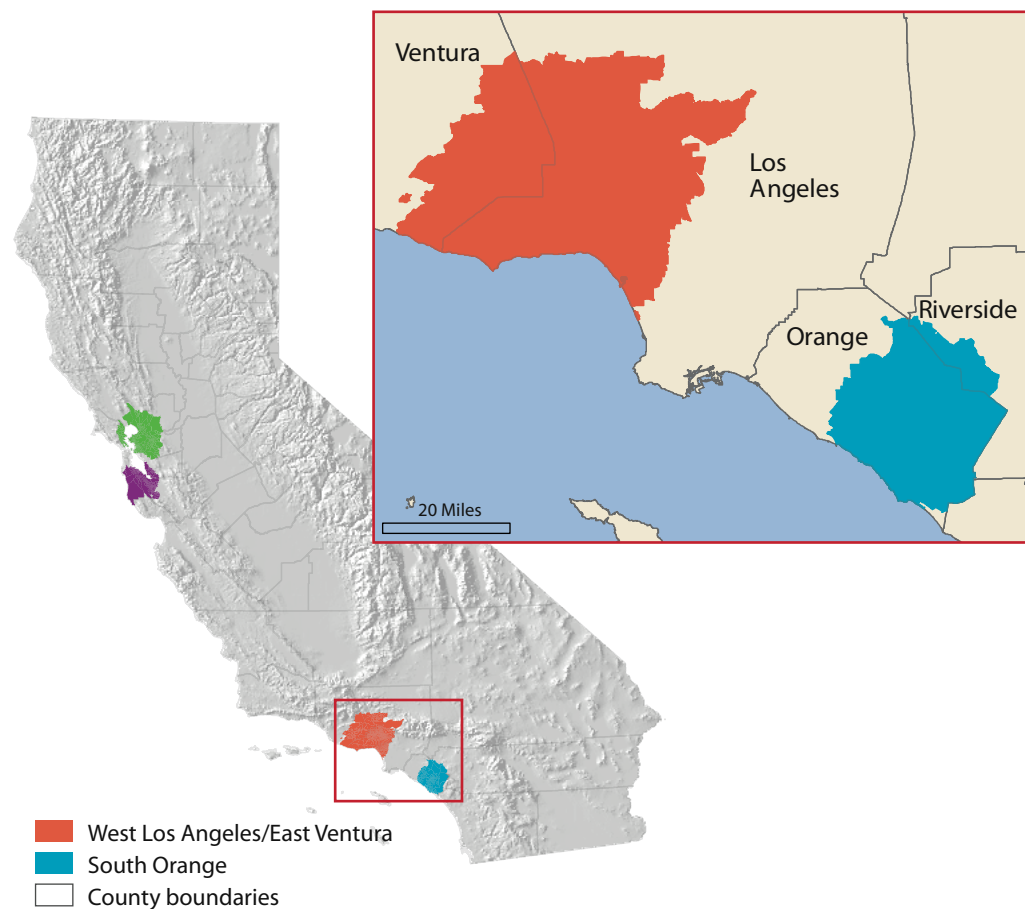 Ventura
Los
Angeles
Riverside
Orange
20 Miles
West Los Angeles/East Ventura
South Orange
County boundaries